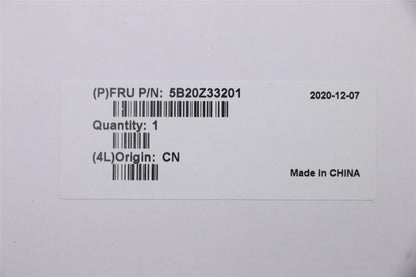 (P)FRU P/N: 5B20Z33201
2020-12-07
Quantity: 1
(4L)Origin: CN
Made in CHINA